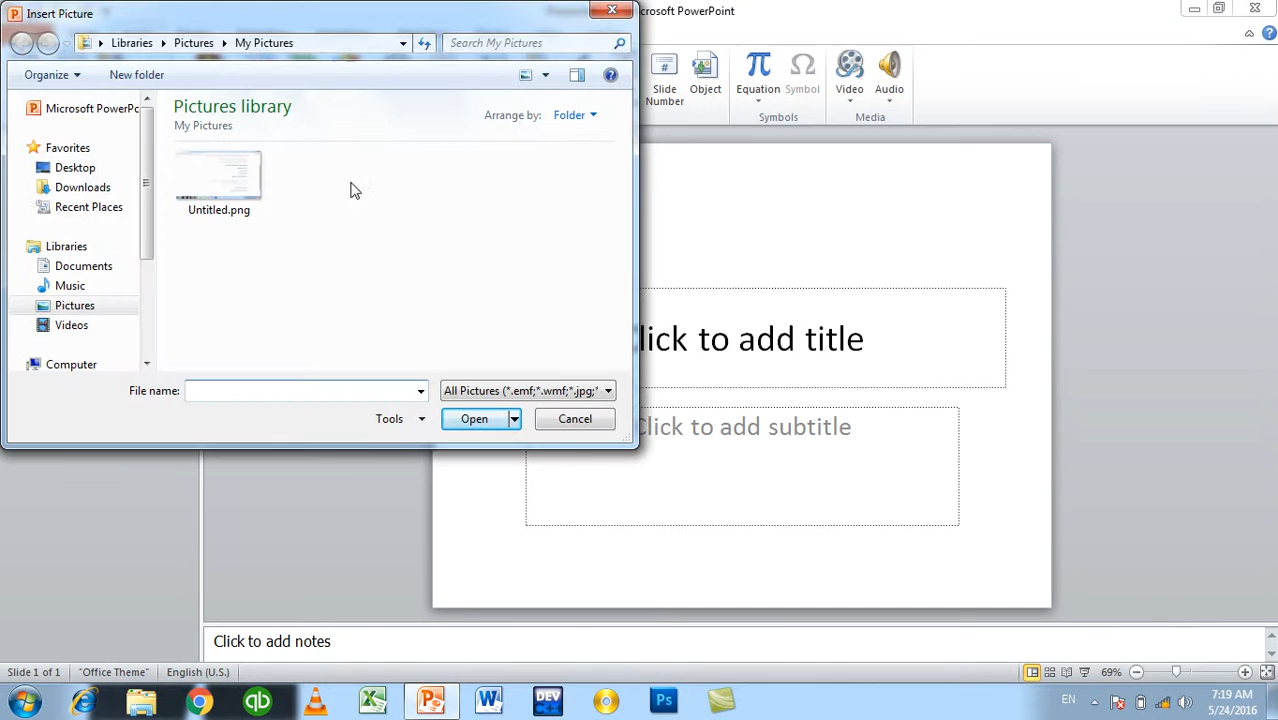 Insert Picture
Microsoft PowerPoint
Libraries Pictures My Pictures
Search My Pictures
Organize
New folder
Microsoft PowerPc
Favorites
Desktop
Downloads
Recent Places
Libraries
Documents
Music
Pictures
Videos
Computer
Pictures library
My Pictures
Arrange by: Folder
Untitled.png
File name:
All Pictures (*.emf;*.wmf;*.jpg;*
Tools
Open
Cancel
Slide Number
Object
Equation
Symbol
Symbols
Video
Audio
Media
lick to add title
Click to add subtitle
Click to add notes
Slide 1 of 1
"Office Theme"
English (U.S.)
69%
qb
W
DEV
Ps
EN
7:19 AM
5/24/2016